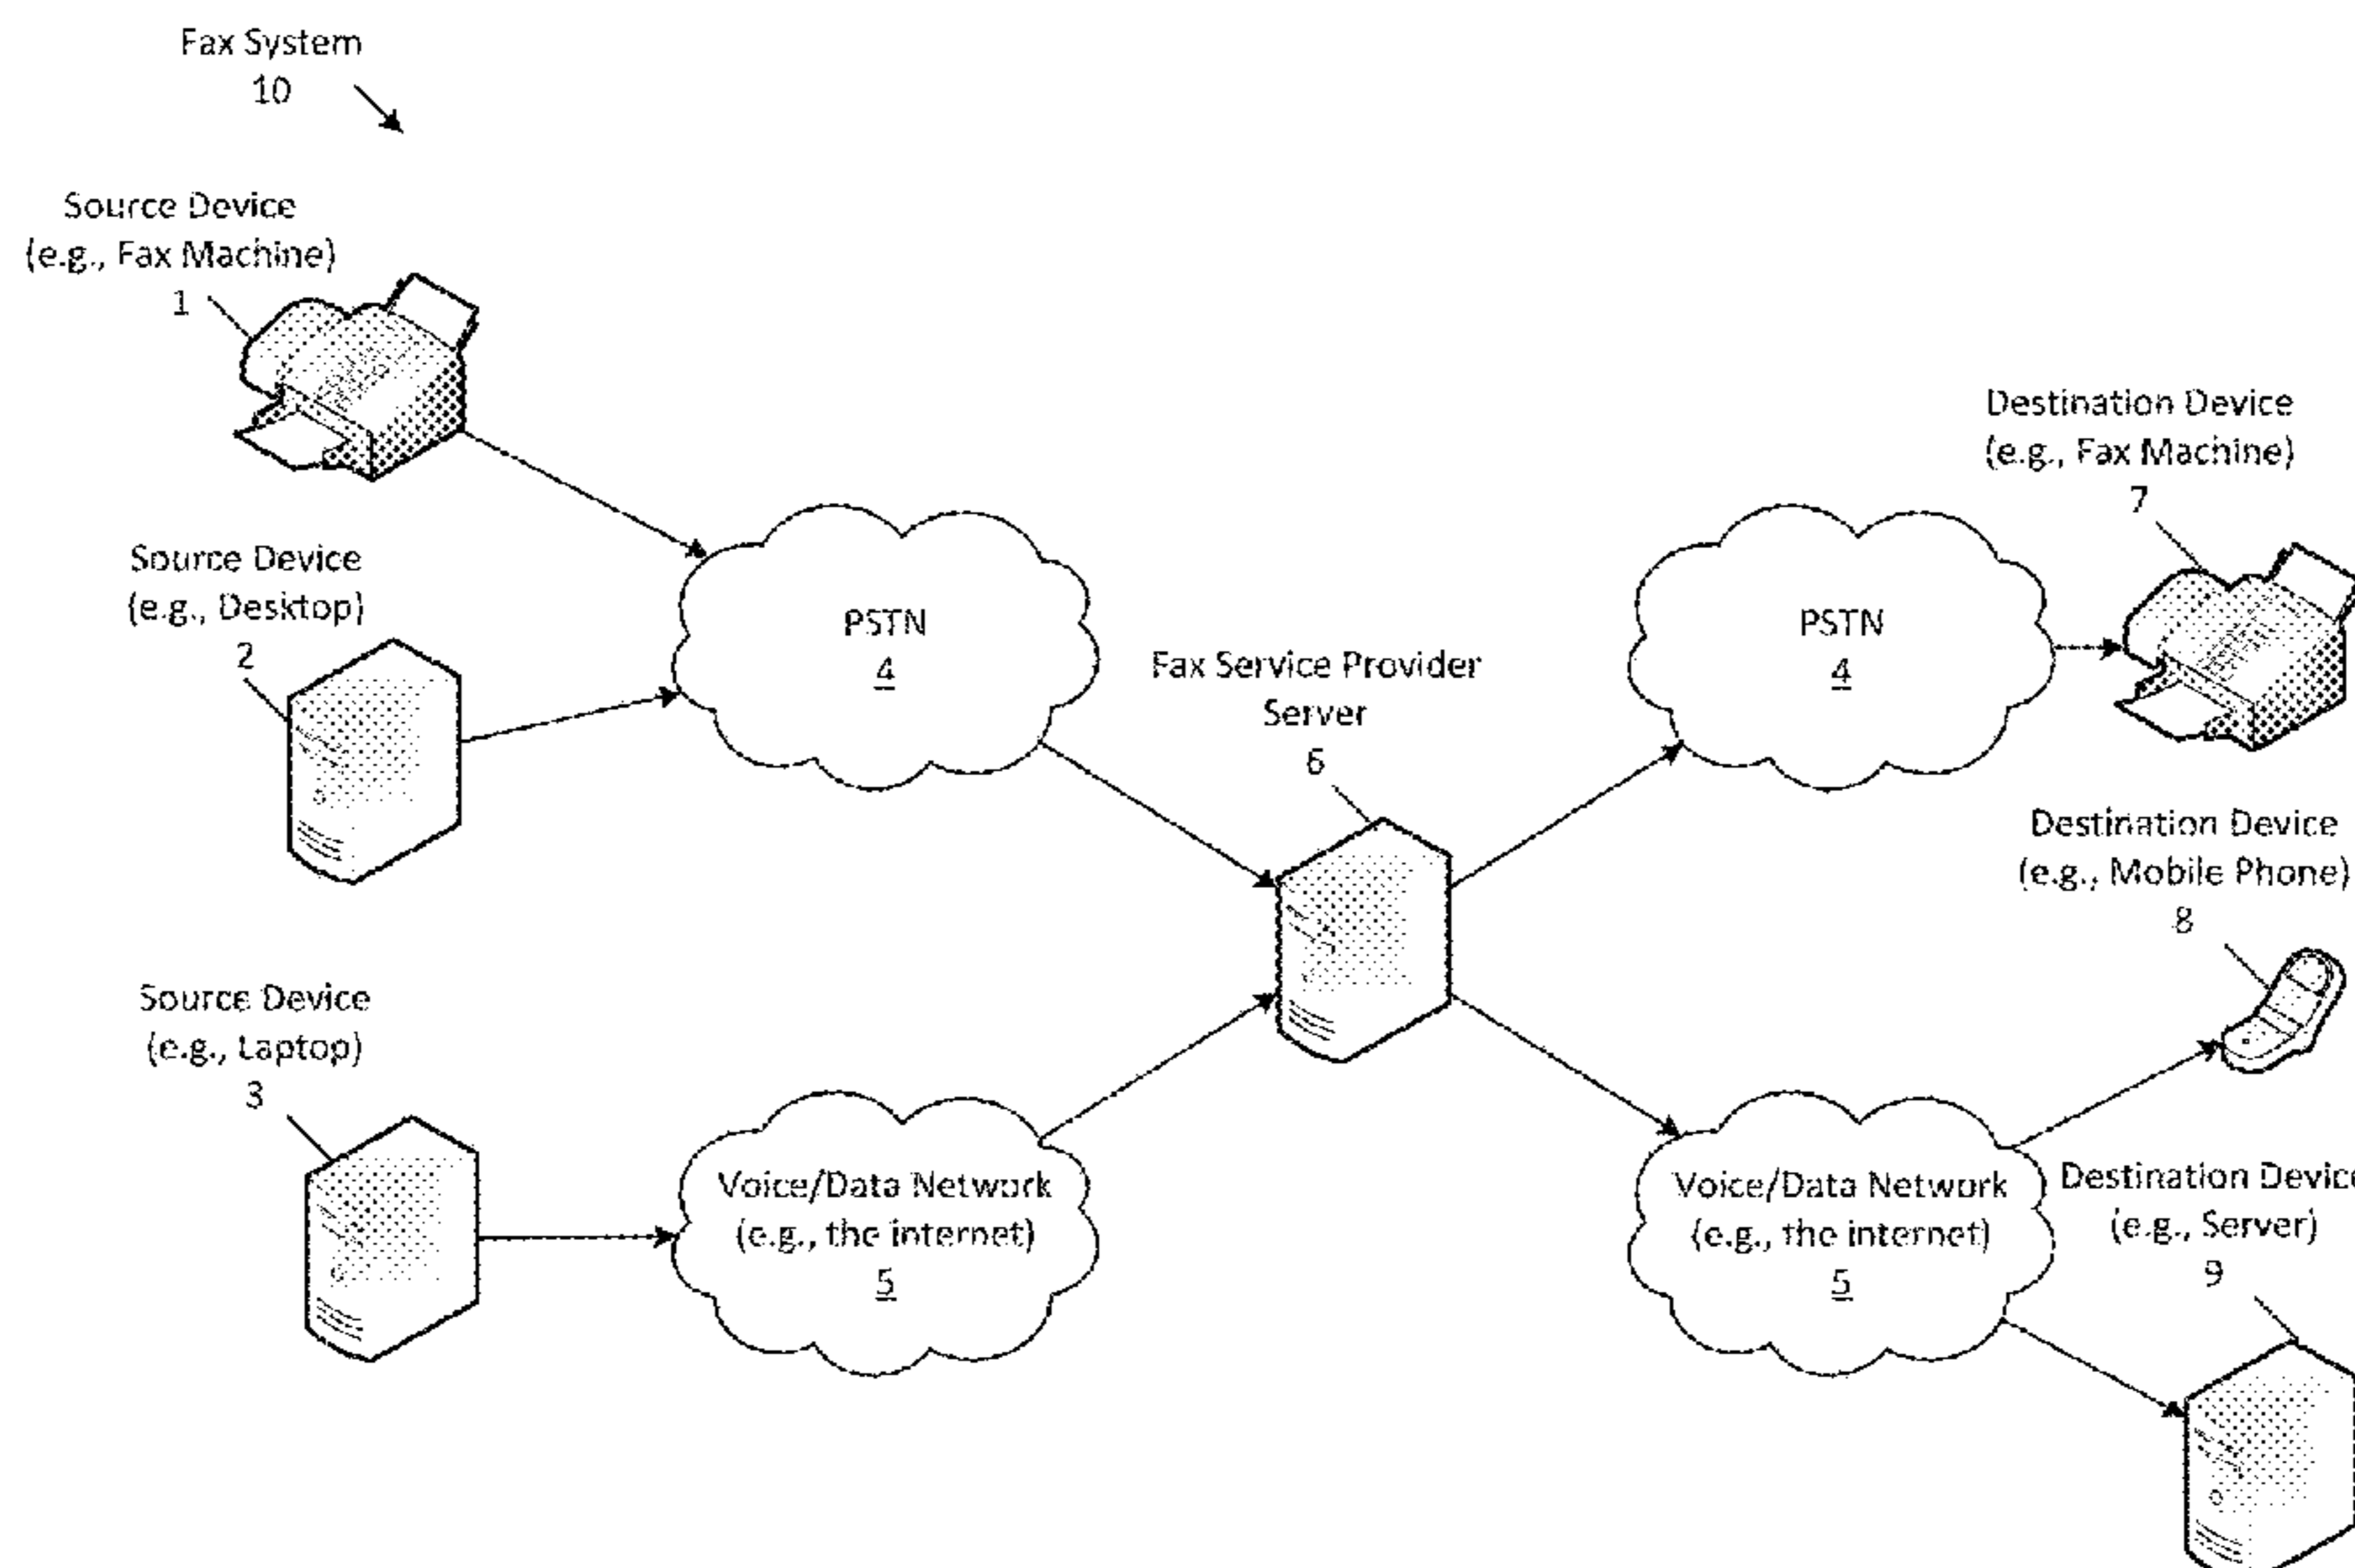 Fax System
10
Source Device
(e.g., Fax Machine)
1
Source Device
(e.g., Desktop)
2
Source Device
(e.g., Laptop)
3
PSTN
4
Voice/Data Network
(e.g., the internet)
5
Fax Service Provider
Server
6
PSTN
4
Voice/Data Network
(e.g., the internet)
5
Destination Device
(e.g., Fax Machine)
7
Destination Device
(e.g., Mobile Phone)
8
Destination Device
(e.g., Server)
9